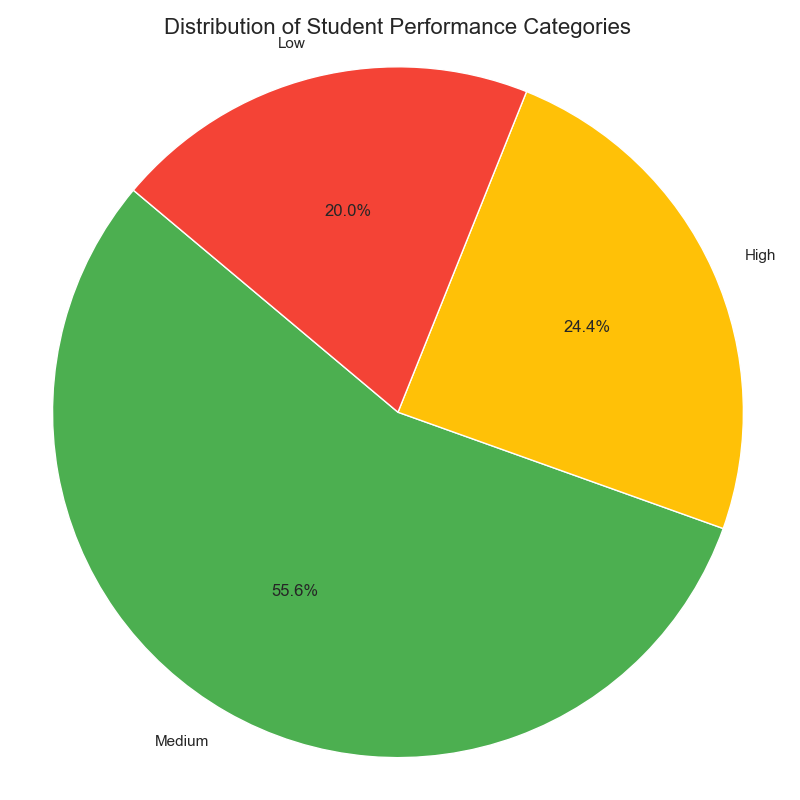 Distribution of Student Performance Categories
Low
20.0%
High
24.4%
55.6%
Medium